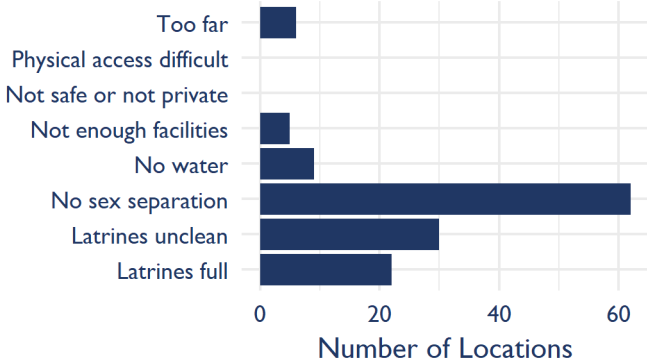 Too far
Physical access difficult
Not safe or not private
Not enough facilities
No water
No sex separation
Latrines unclean
Latrines full
0 20 40 60
Number of Locations